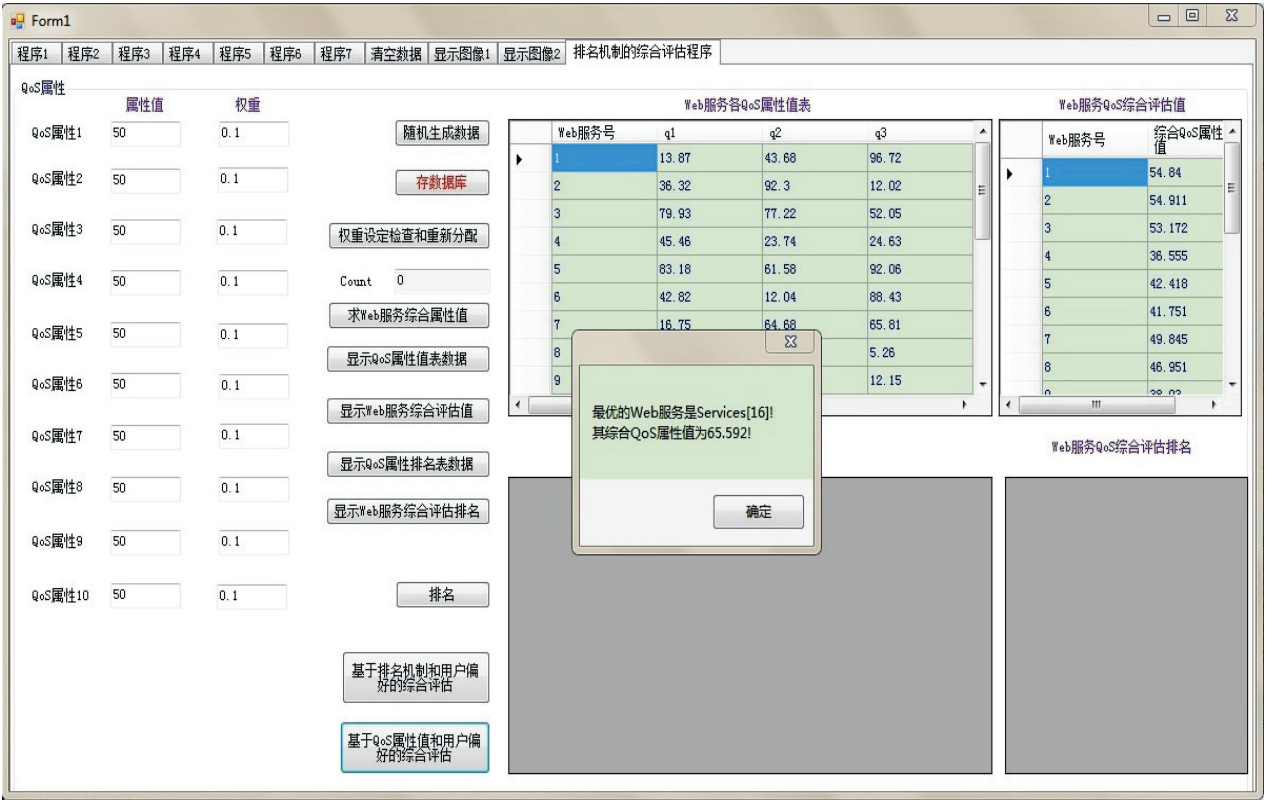 Form1
程序1 程序2 程序3 程序4 程序5 程序6 程序7 清空数据 显示图像1 显示图像2 排名机制的综合评估程序
QoS属性
属性值 权重
QoS属性1 50 0.1
QoS属性2 50 0.1
QoS属性3 50 0.1
QoS属性4 50 0.1
QoS属性5 50 0.1
QoS属性6 50 0.1
QoS属性7 50 0.1
QoS属性8 50 0.1
QoS属性9 50 0.1
QoS属性10 50 0.1
随机生成数据
存数据库
权重设定检查和重新分配
Count 0
求Web服务综合属性值
显示QoS属性值表数据
显示Web服务综合评估值
显示QoS属性排名表数据
显示Web服务综合评估排名
排名
基于排名机制和用户偏
好的综合评估
基于QoS属性值和用户偏
好的综合评估
Web服务各QoS属性值表
Web服务号 q1 q2 q3
1 13.87 43.68 96.72
2 36.32 92.3 12.02
3 79.93 77.22 52.05
4 45.46 23.74 24.63
5 83.18 61.58 92.06
6 42.82 12.04 88.43
7 16.75 64.68 65.81
8 5.26
9 12.15
Web服务QoS综合评估值
Web服务号 综合QoS属性
值
1 54.84
2 54.911
3 53.172
4 36.555
5 42.418
6 41.751
7 49.845
8 46.951
最优的Web服务是Services[16]!
其综合QoS属性值为65.592!
确定
Web服务QoS综合评估排名